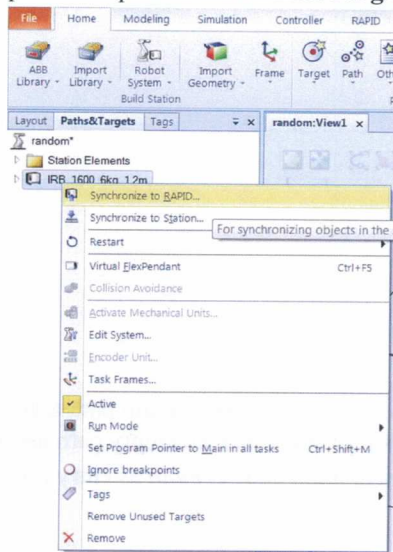 File Home Modeling Simulation Controller RAPID
ABB Library Import Library Robot System Import Geometry Frame Target Path Oth
Build Station
Layout Paths&Targets Tags random:View1
random*
Station Elements
IRB_1600_6kg_1.2m
Synchronize to RAPID...
Synchronize to Station...
For synchronizing objects in the
Restart
Virtual FlexPendant Ctrl+F5
Collision Avoidance
Activate Mechanical Units...
Edit System...
Encoder Unit...
Task Frames...
Active
Run Mode
Set Program Pointer to Main in all tasks Ctrl+Shift+M
Ignore breakpoints
Tags
Remove Unused Targets
Remove